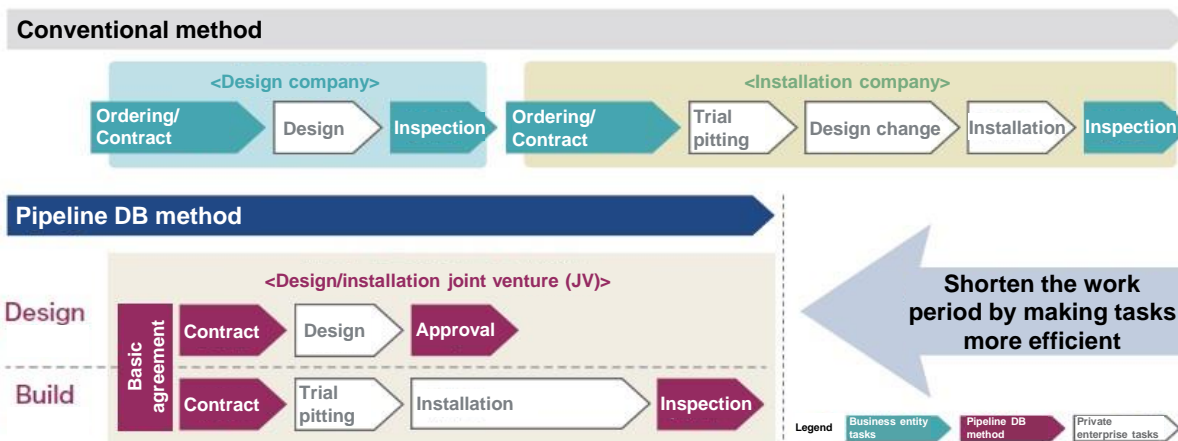 Conventional method
<Design company>
<Installation company>
Ordering/
Contract
Design
Inspection
Ordering/
Contract
Trial
pitting
Design change
Installation
Inspection
Pipeline DB method
<Design/installation joint venture (JV)>
Design
Basic
agreement
Contract
Design
Approval
Build
Contract
Trial
pitting
Installation
Inspection
Shorten the work
period by making tasks
more efficient
Legend
Business entity
tasks
Pipeline DB
method
Private
enterprise tasks